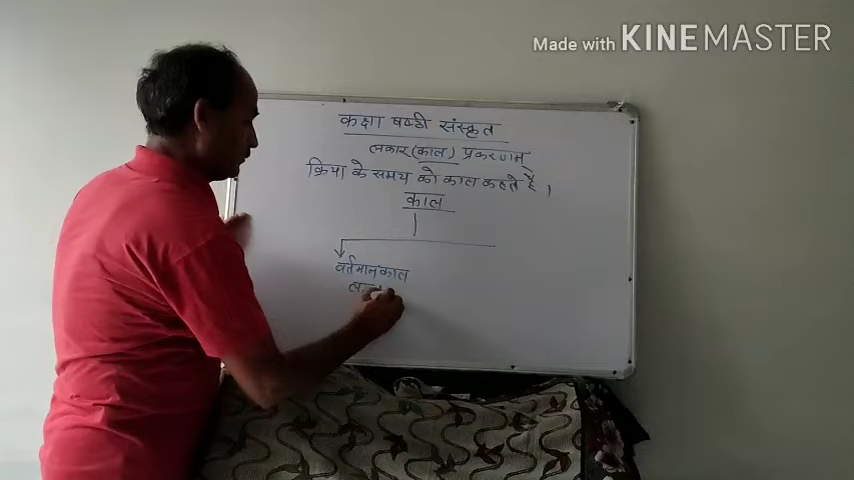 Made with KINEMASTER
कक्षा षष्ठी संस्कृत
लकार (काल) प्रकरणम्
क्रिया के समय को काल कहते हैं ।
काल
वर्तमानकाल